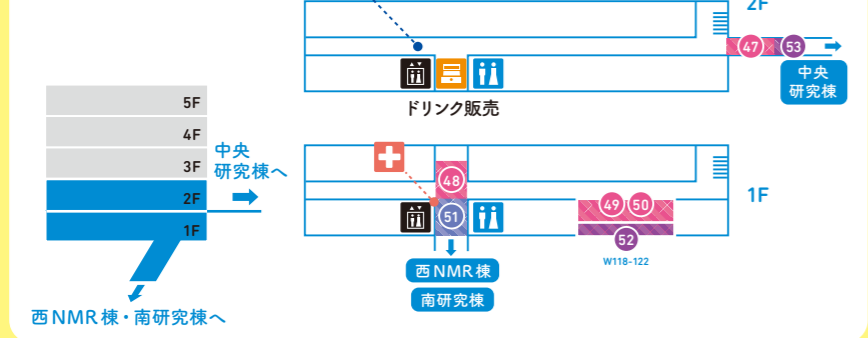 2F
47
53
中央
研究棟
ドリンク販売
5F
4F
3F
2F
1F
中央
研究棟へ
西NMR棟・南研究棟へ
48
51
49 50
52
W118-122
1F
西NMR棟
南研究棟